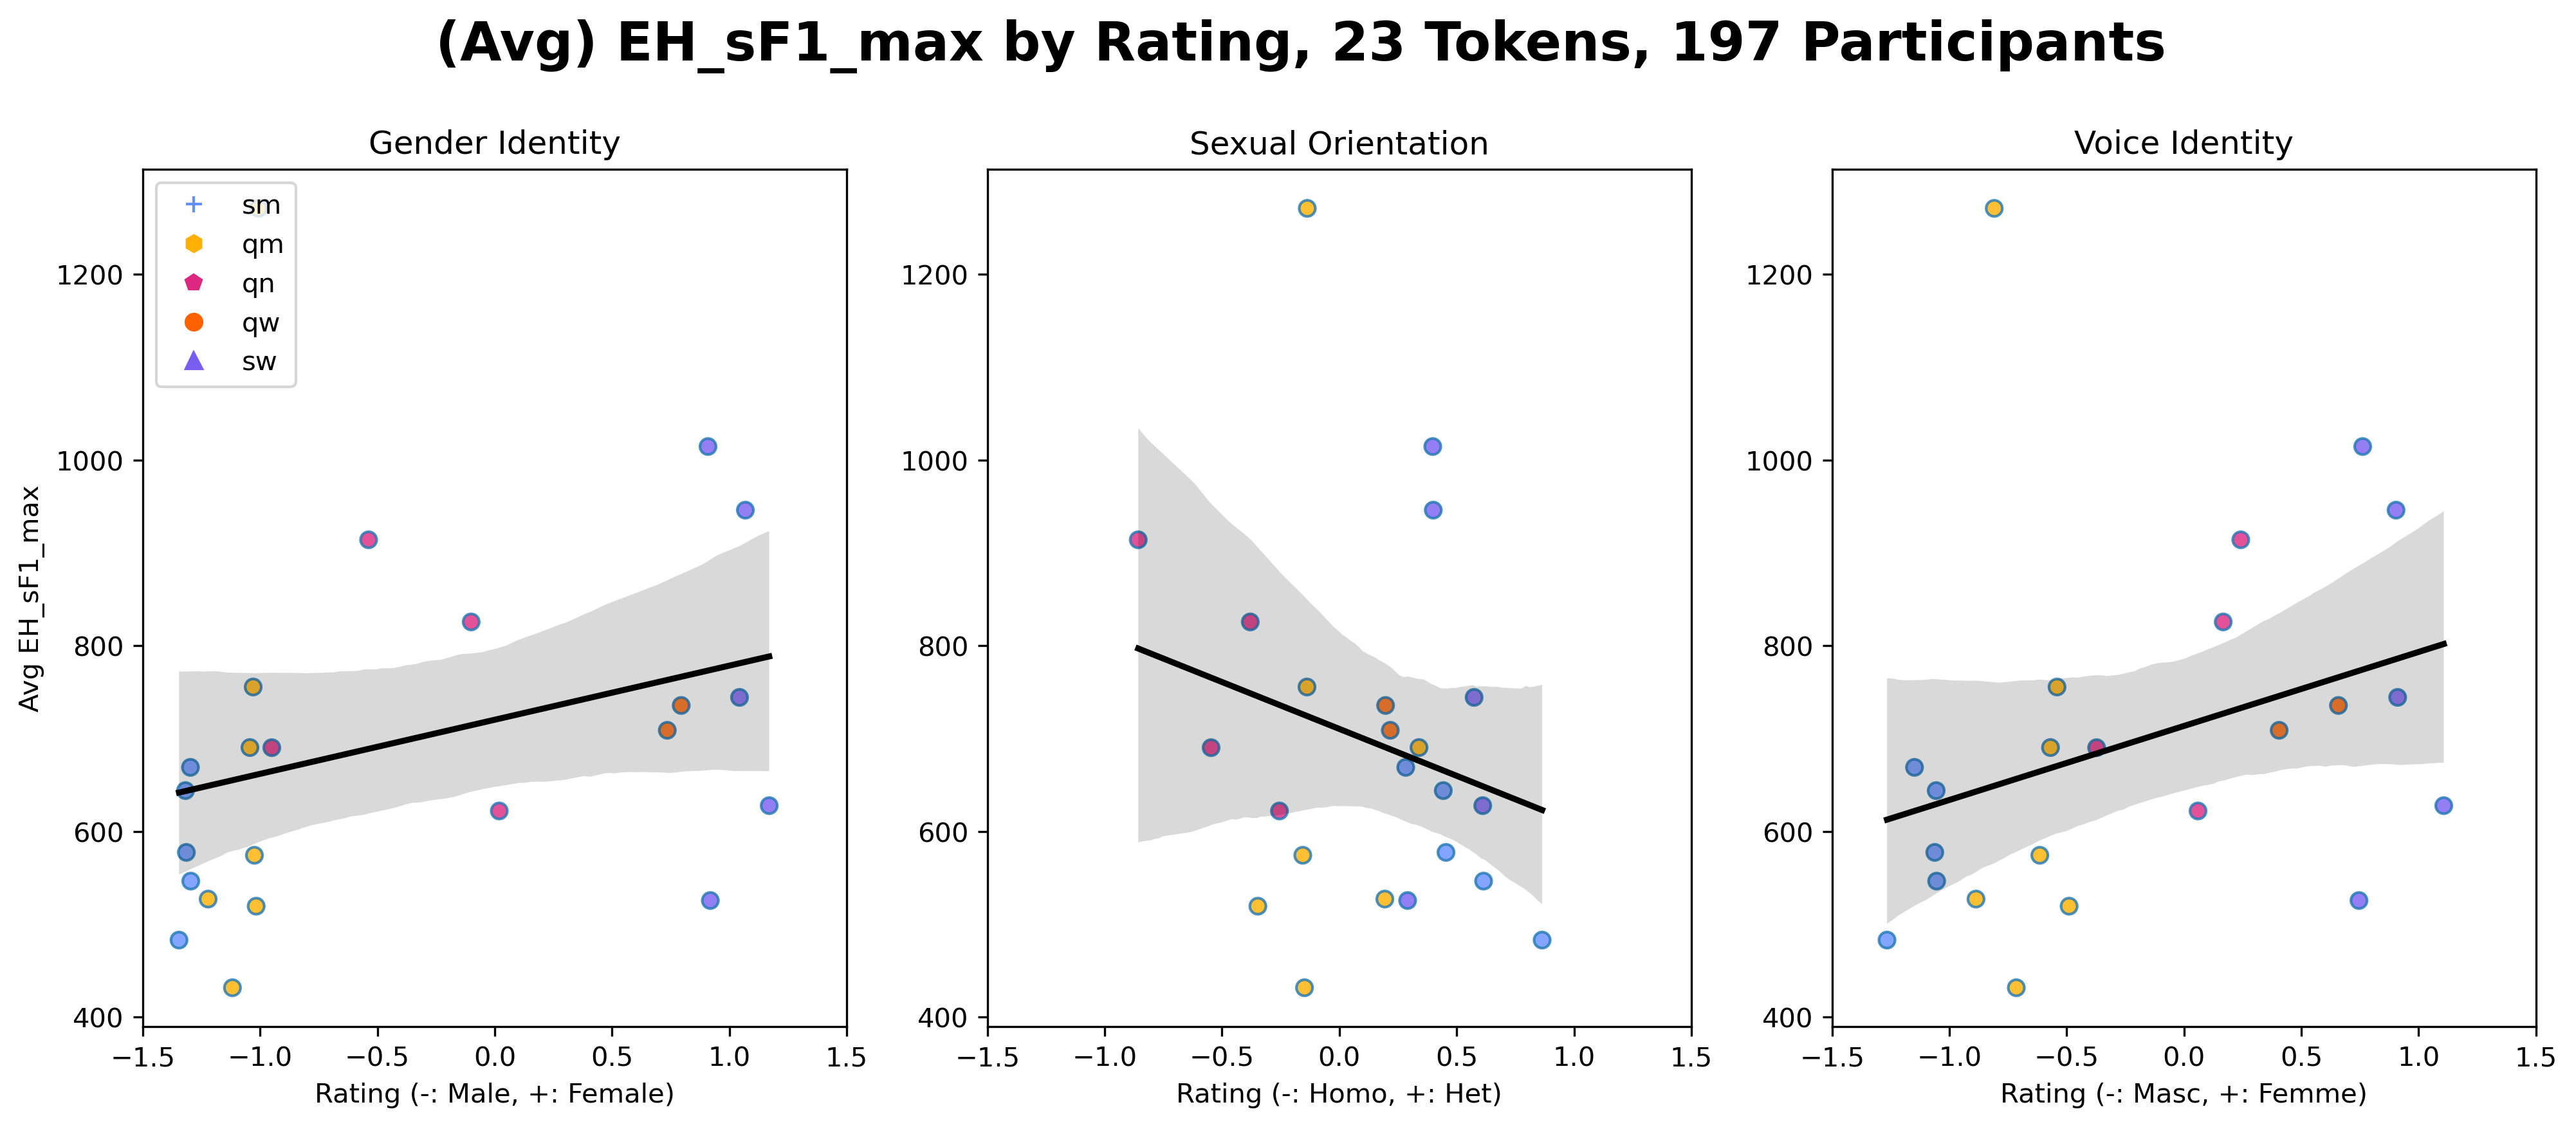 (Avg) EH_sF1_max by Rating, 23 Tokens, 197 Participants
Gender Identity
Sexual Orientation
Voice Identity
sm
qm
qn
qw
sw
Avg EH_sF1_max
1200
1000
800
600
400
−1.5 −1.0 −0.5 0.0 0.5 1.0 1.5
Rating (-: Male, +: Female)
1200
1000
800
600
400
−1.5 −1.0 −0.5 0.0 0.5 1.0 1.5
Rating (-: Homo, +: Het)
1200
1000
800
600
400
−1.5 −1.0 −0.5 0.0 0.5 1.0 1.5
Rating (-: Masc, +: Femme)